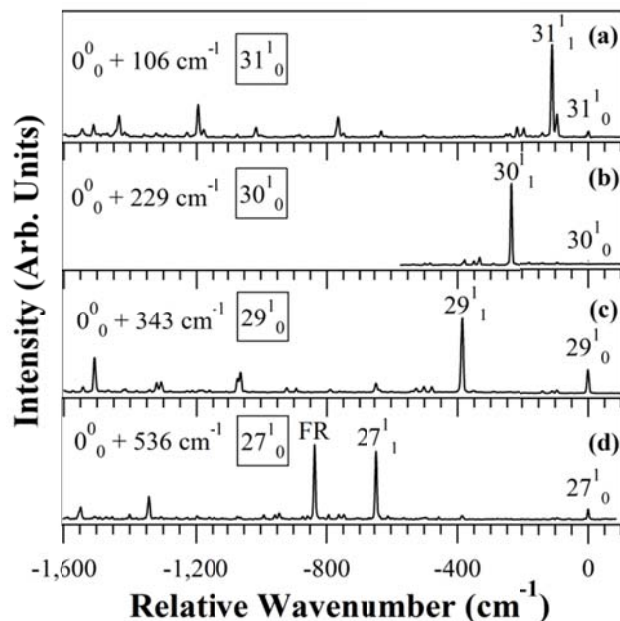 Intensity (Arb. Units)
0⁰₀ + 106 cm⁻¹ 31¹₀ 31¹₁ (a)
31¹₀
0⁰₀ + 229 cm⁻¹ 30¹₀ 30¹₁ (b)
30¹₀
0⁰₀ + 343 cm⁻¹ 29¹₀ 29¹₁ (c)
29¹₀
0⁰₀ + 536 cm⁻¹ 27¹₀ FR 27¹₁ (d)
27¹₀
-1,600 -1,200 -800 -400 0
Relative Wavenumber (cm⁻¹)